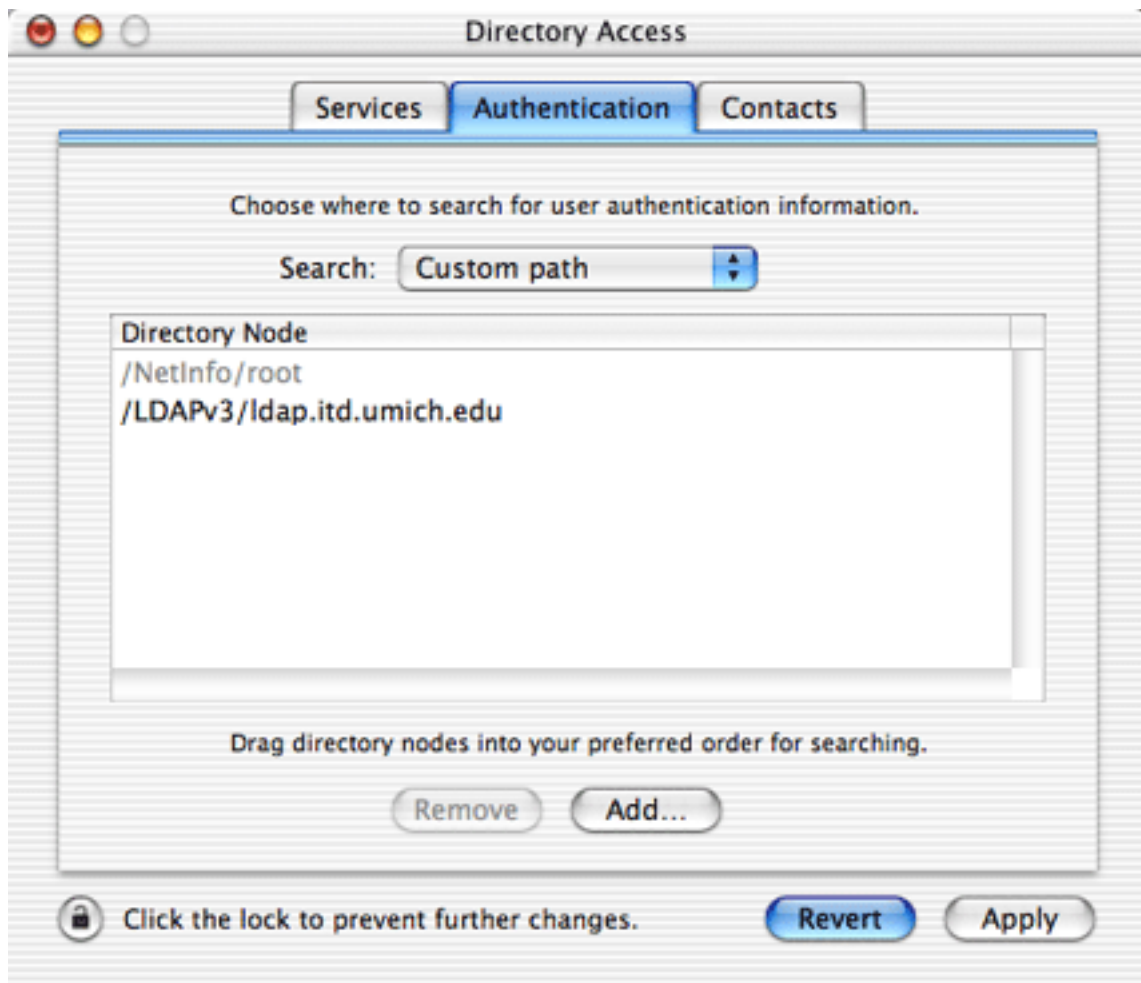 Directory Access
Services Authentication Contacts
Choose where to search for user authentication information.
Search: Custom path
Directory Node
/NetInfo/root
/LDAPv3/ldap.itd.umich.edu
Drag directory nodes into your preferred order for searching.
Remove Add...
Click the lock to prevent further changes. Revert Apply